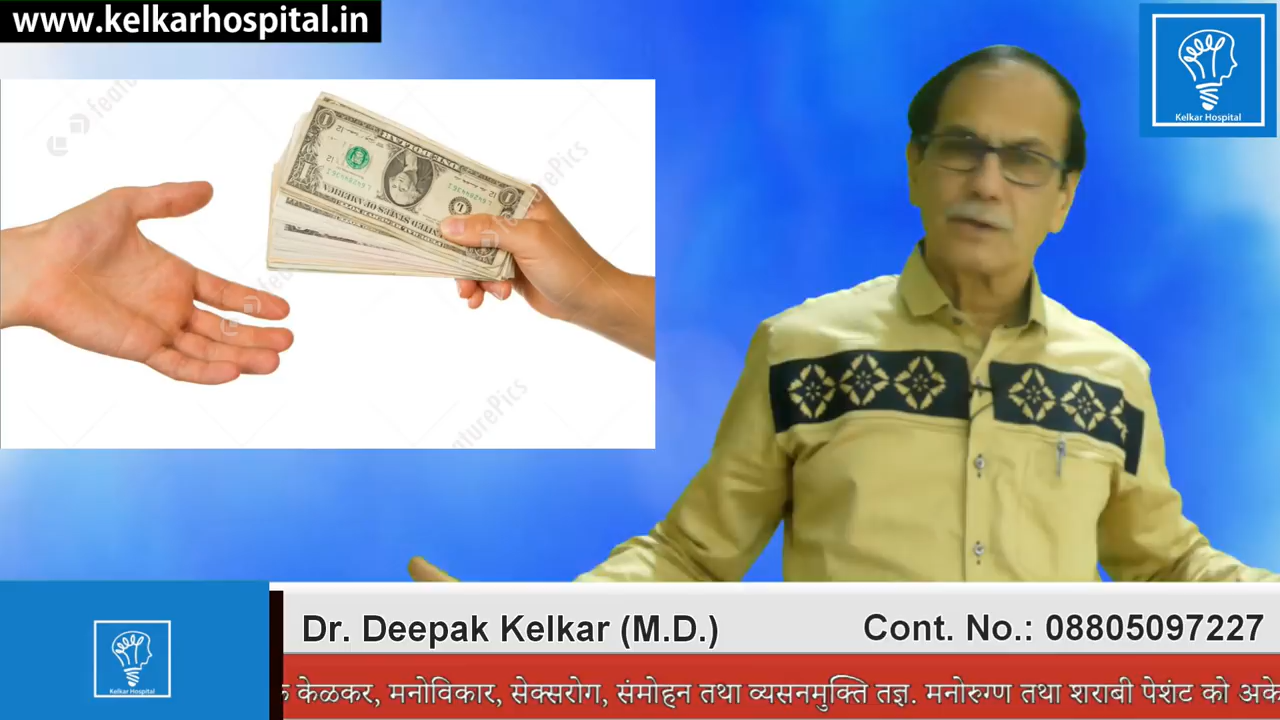 www.kelkarhospital.in
Kelkar Hospital
Dr. Deepak Kelkar (M.D.)
Cont. No.: 08805097227
Kelkar Hospital
केळकर, मनोविकार, सेक्सरोग, संमोहन तथा व्यसनमुक्ति तज्ञ. मनोरुग्ण तथा शराबी पेशंट को